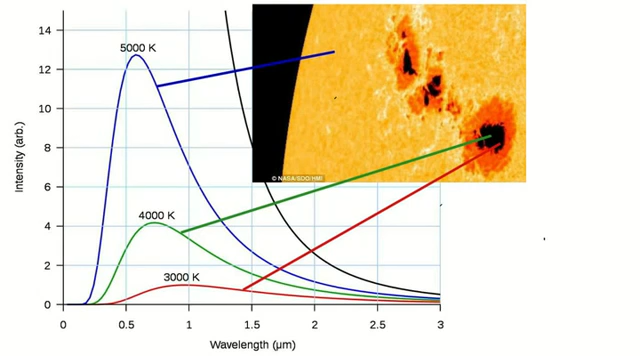 14
12
10
8
6
4
2
0
Intensity (arb.)
5000 K
4000 K
3000 K
© NASA/SDO/HMI
0
0.5
1
1.5
2
2.5
3
Wavelength (μm)